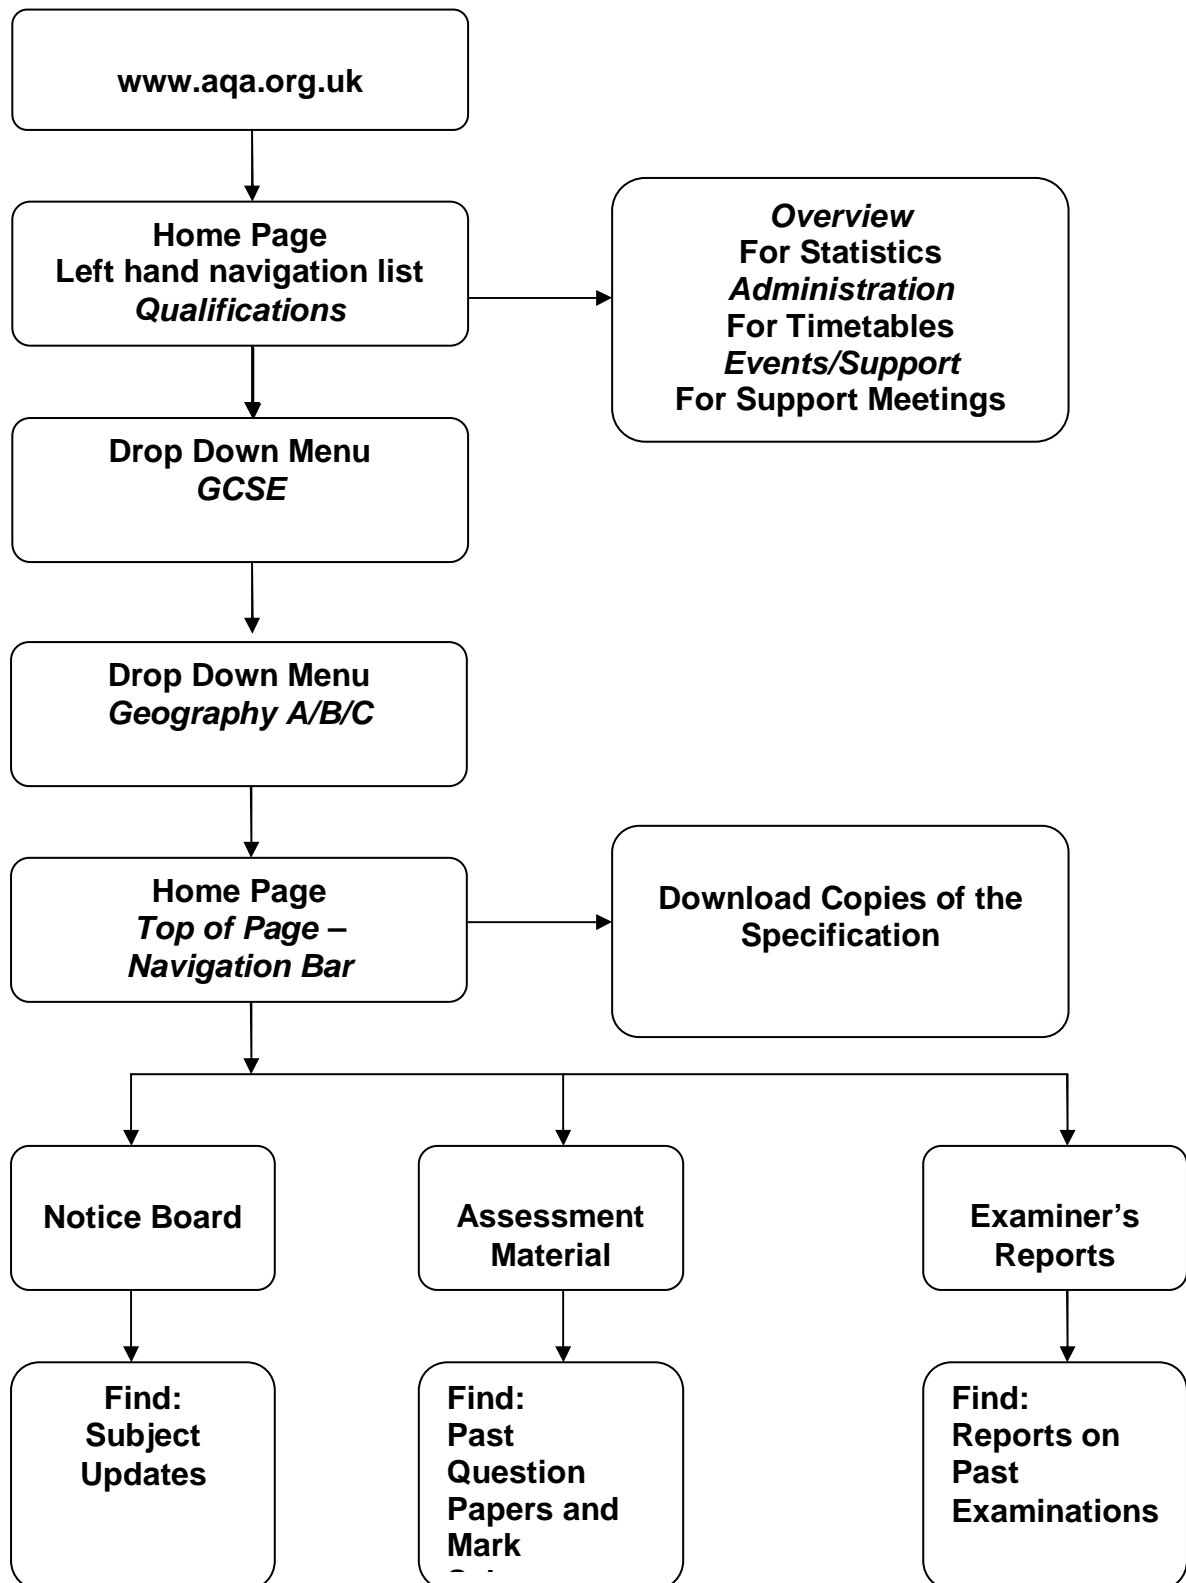 www.aqa.org.uk
Home Page
Left hand navigation list
Qualifications
Overview
For Statistics
Administration
For Timetables
Events/Support
For Support Meetings
Drop Down Menu
GCSE
Drop Down Menu
Geography A/B/C
Home Page
Top of Page –
Navigation Bar
Download Copies of the
Specification
Notice Board
Assessment
Material
Examiner’s
Reports
Find:
Subject
Updates
Find:
Past
Question
Papers and
Mark
Find:
Reports on
Past
Examinations